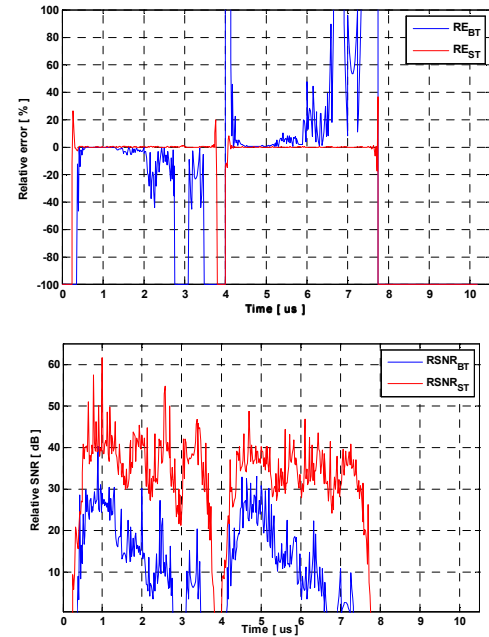 100
80
60
40
20
0
-20
-40
-60
-80
-100
Relative error [ % ]
RE_BT
RE_ST
0 1 2 3 4 5 6 7 8 9 10
Time [ us ]
60
50
40
30
20
10
Relative SNR [ dB ]
RSNR_BT
RSNR_ST
0 1 2 3 4 5 6 7 8 9 10
Time [ us ]